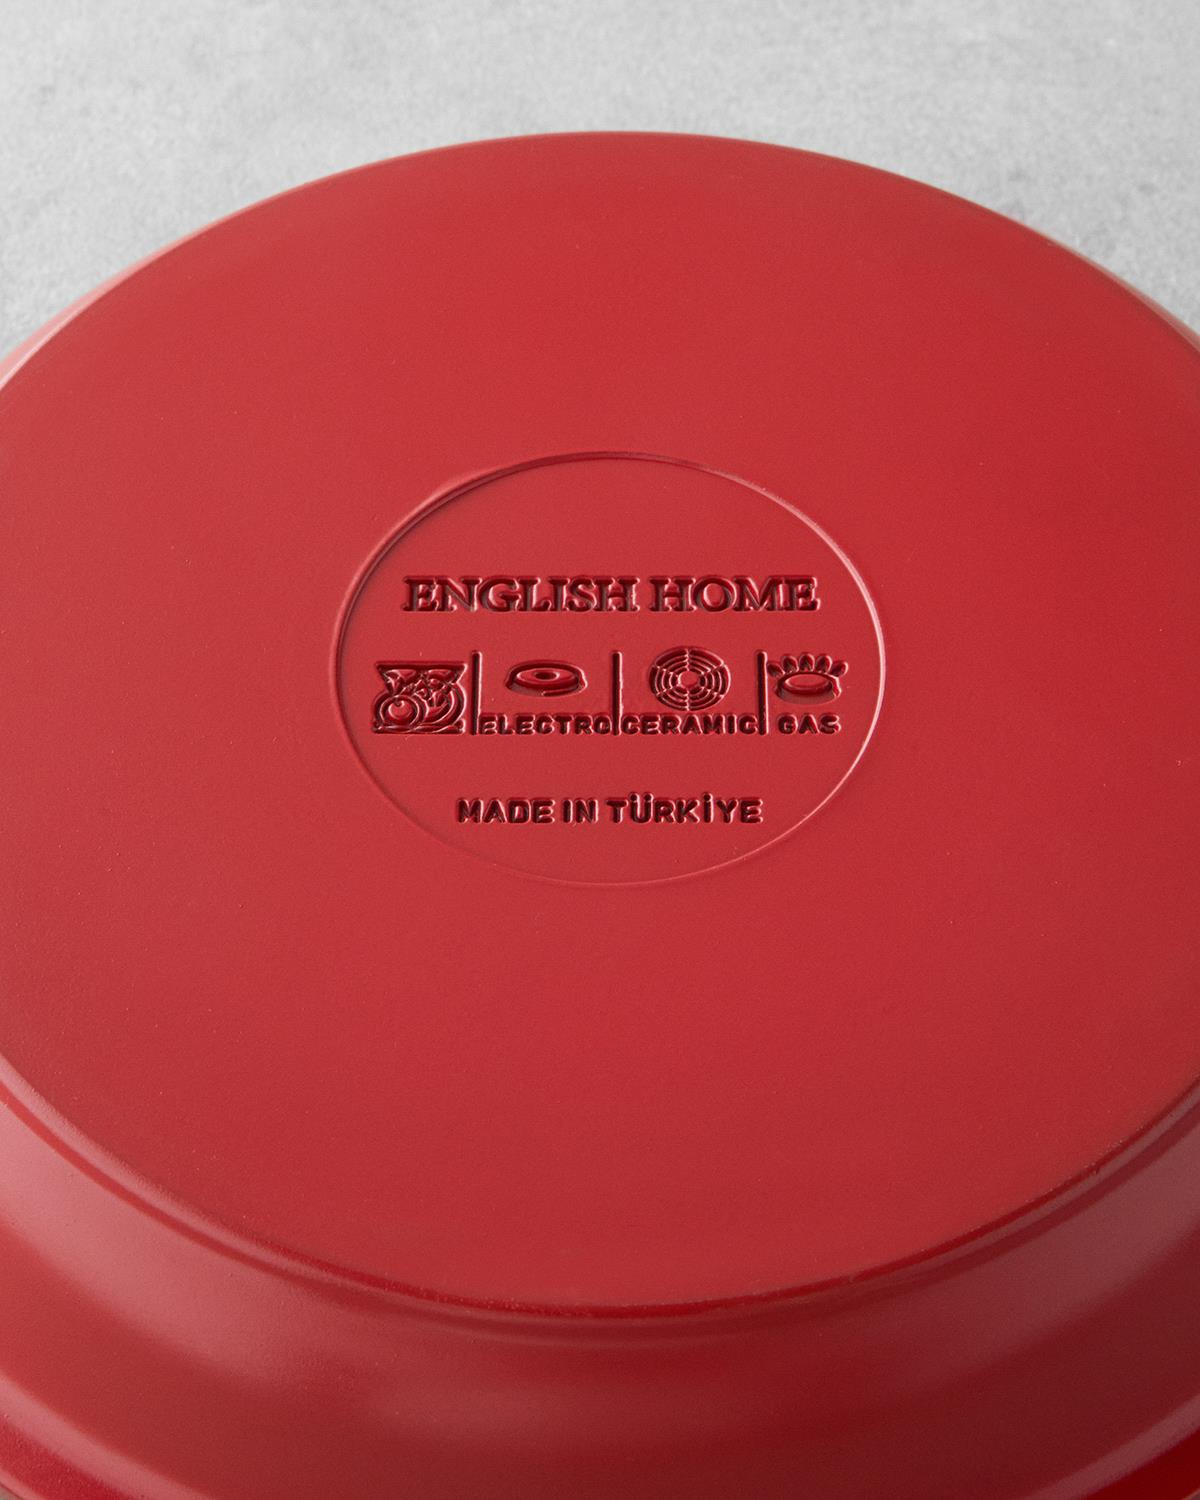 ENGLISH HOME
ELECTRO CERAMIC GAS
MADE IN TÜRKİYE